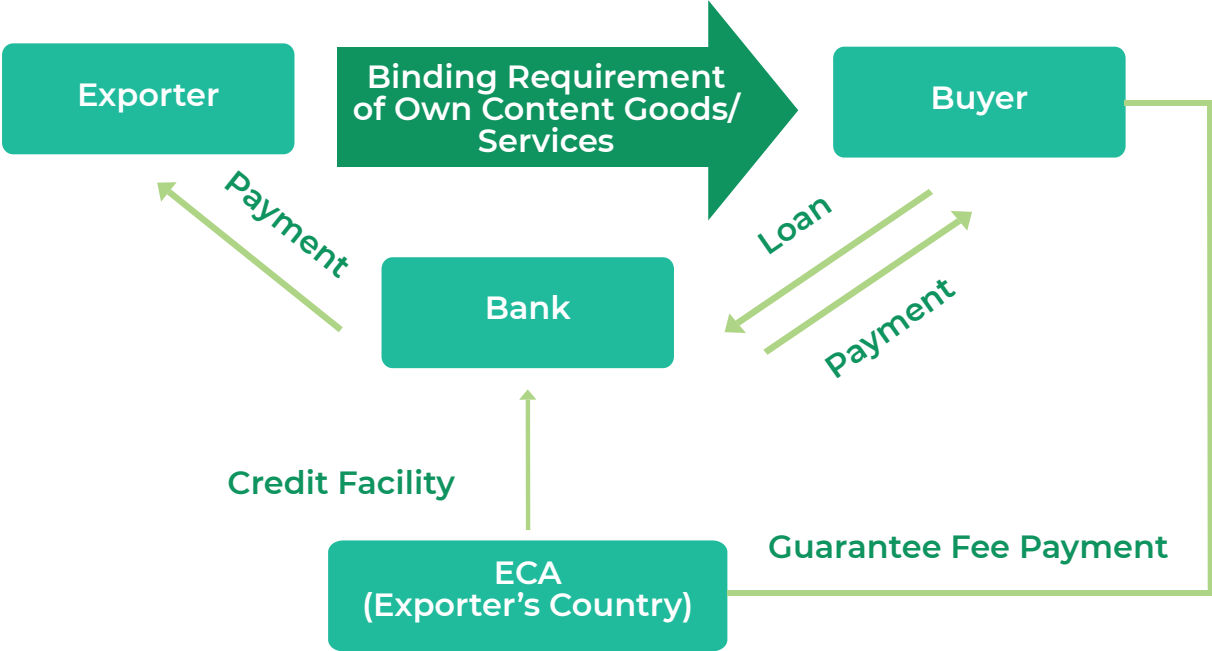 Exporter
Binding Requirement
of Own Content Goods/
Services
Buyer
Payment
Loan
Bank
Payment
Credit Facility
Guarantee Fee Payment
ECA
(Exporter’s Country)